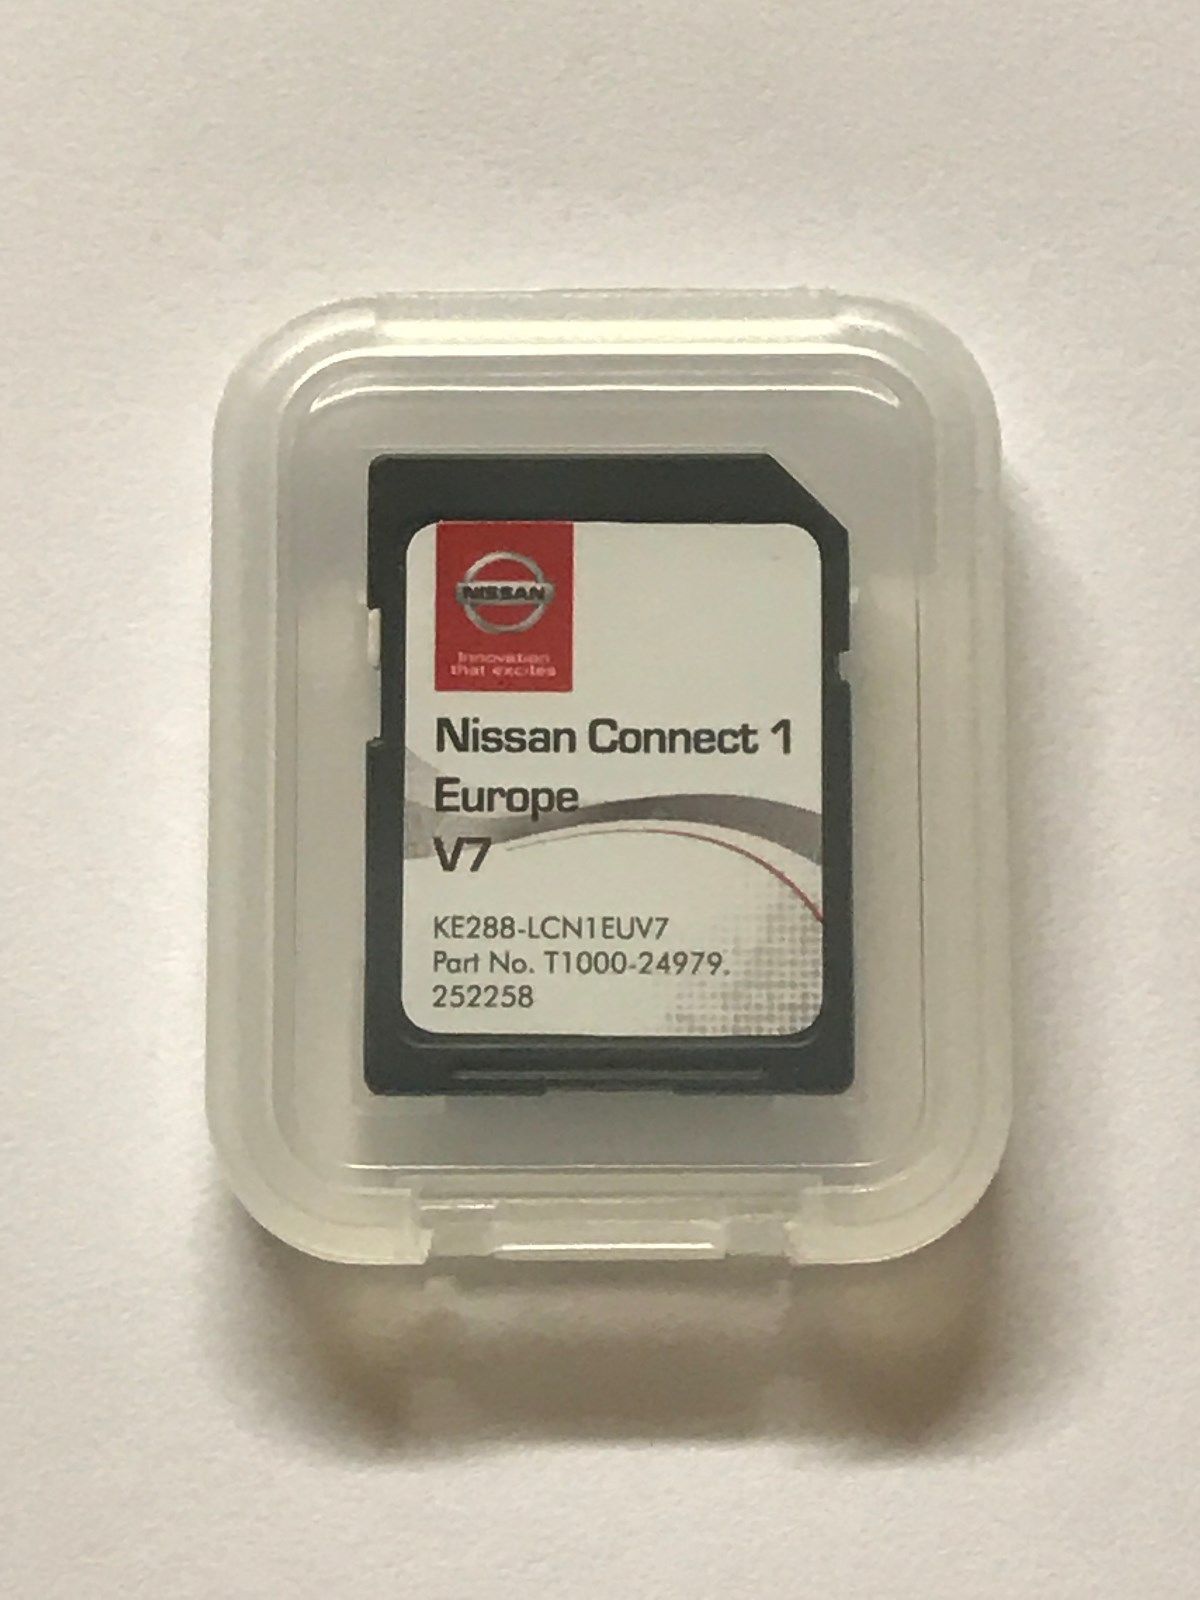 NISSAN
Innovation
that excites
Nissan Connect 1
Europe
V7
KE288-LCN1EUV7
Part No. T1000-24979.
252258